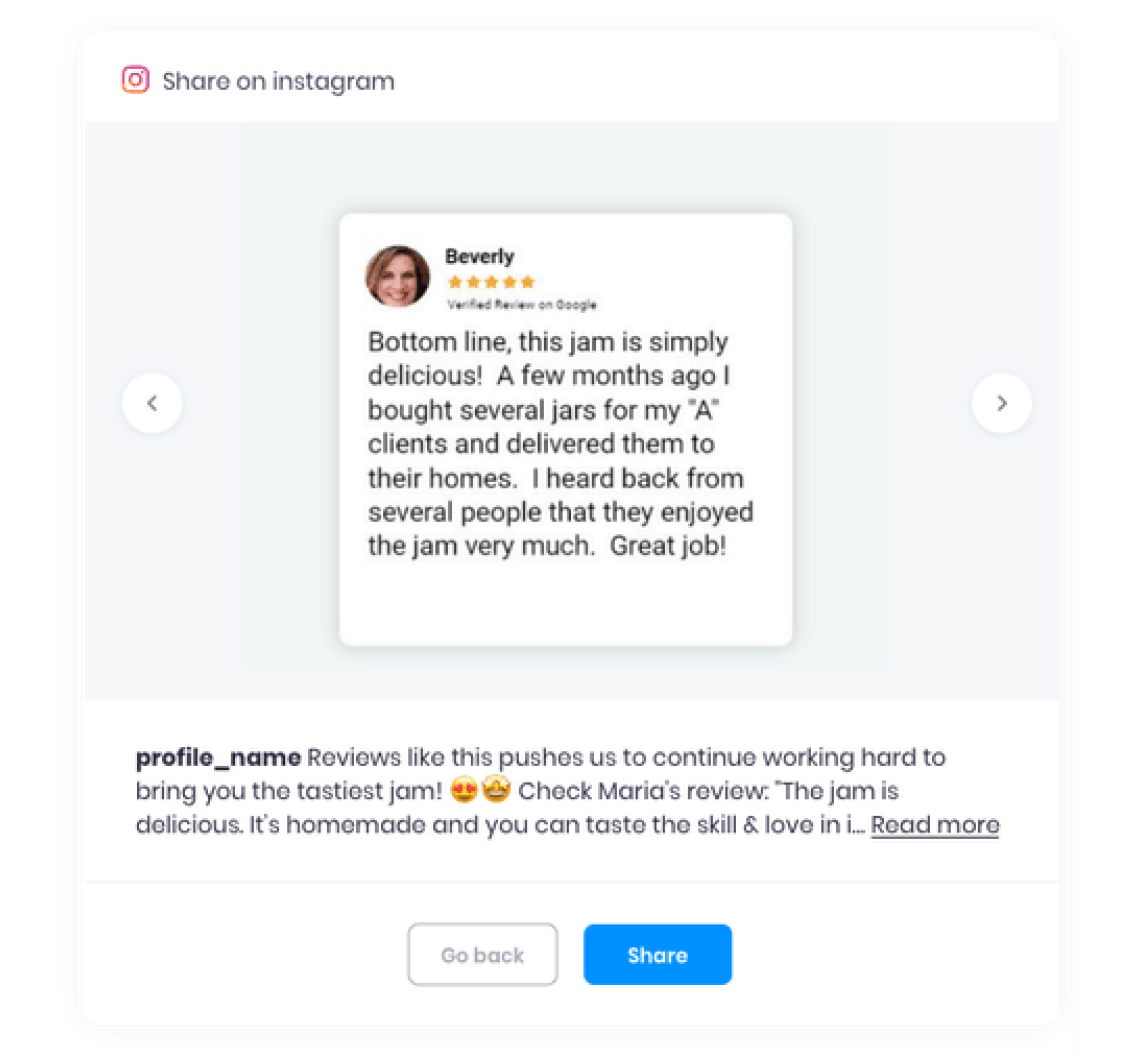 Share on instagram
Beverly
Verified Review on Google
Bottom line, this jam is simply
delicious!  A few months ago I
bought several jars for my "A"
clients and delivered them to
their homes.  I heard back from
several people that they enjoyed
the jam very much.  Great job!
profile_name Reviews like this pushes us to continue working hard to
bring you the tastiest jam! 😍🤩 Check Maria's review: "The jam is
delicious. It's homemade and you can taste the skill & love in i... Read more
Go back
Share